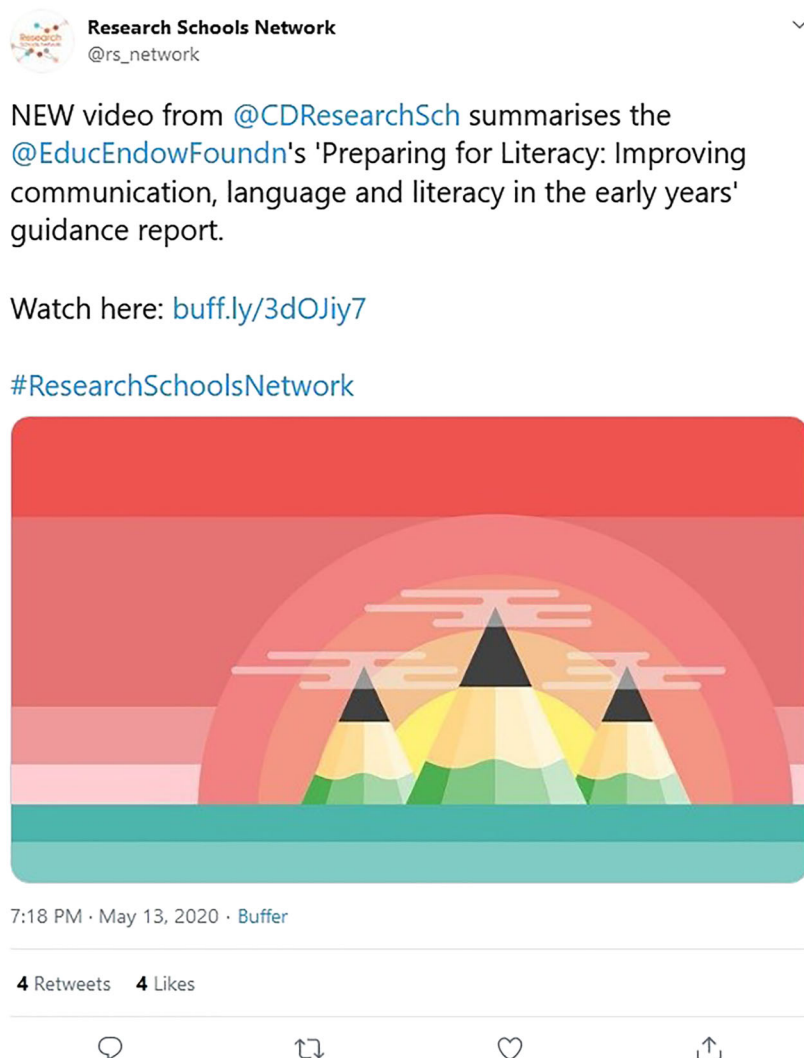 Research Schools Network
@rs_network
Research
NEW video from @CDResearchSch summarises the
@EducEndowFoundn's 'Preparing for Literacy: Improving
communication, language and literacy in the early years'
guidance report.
Watch here: buff.ly/3dOJiy7
#ResearchSchoolsNetwork
7:18 PM · May 13, 2020 · Buffer
4 Retweets 4 Likes